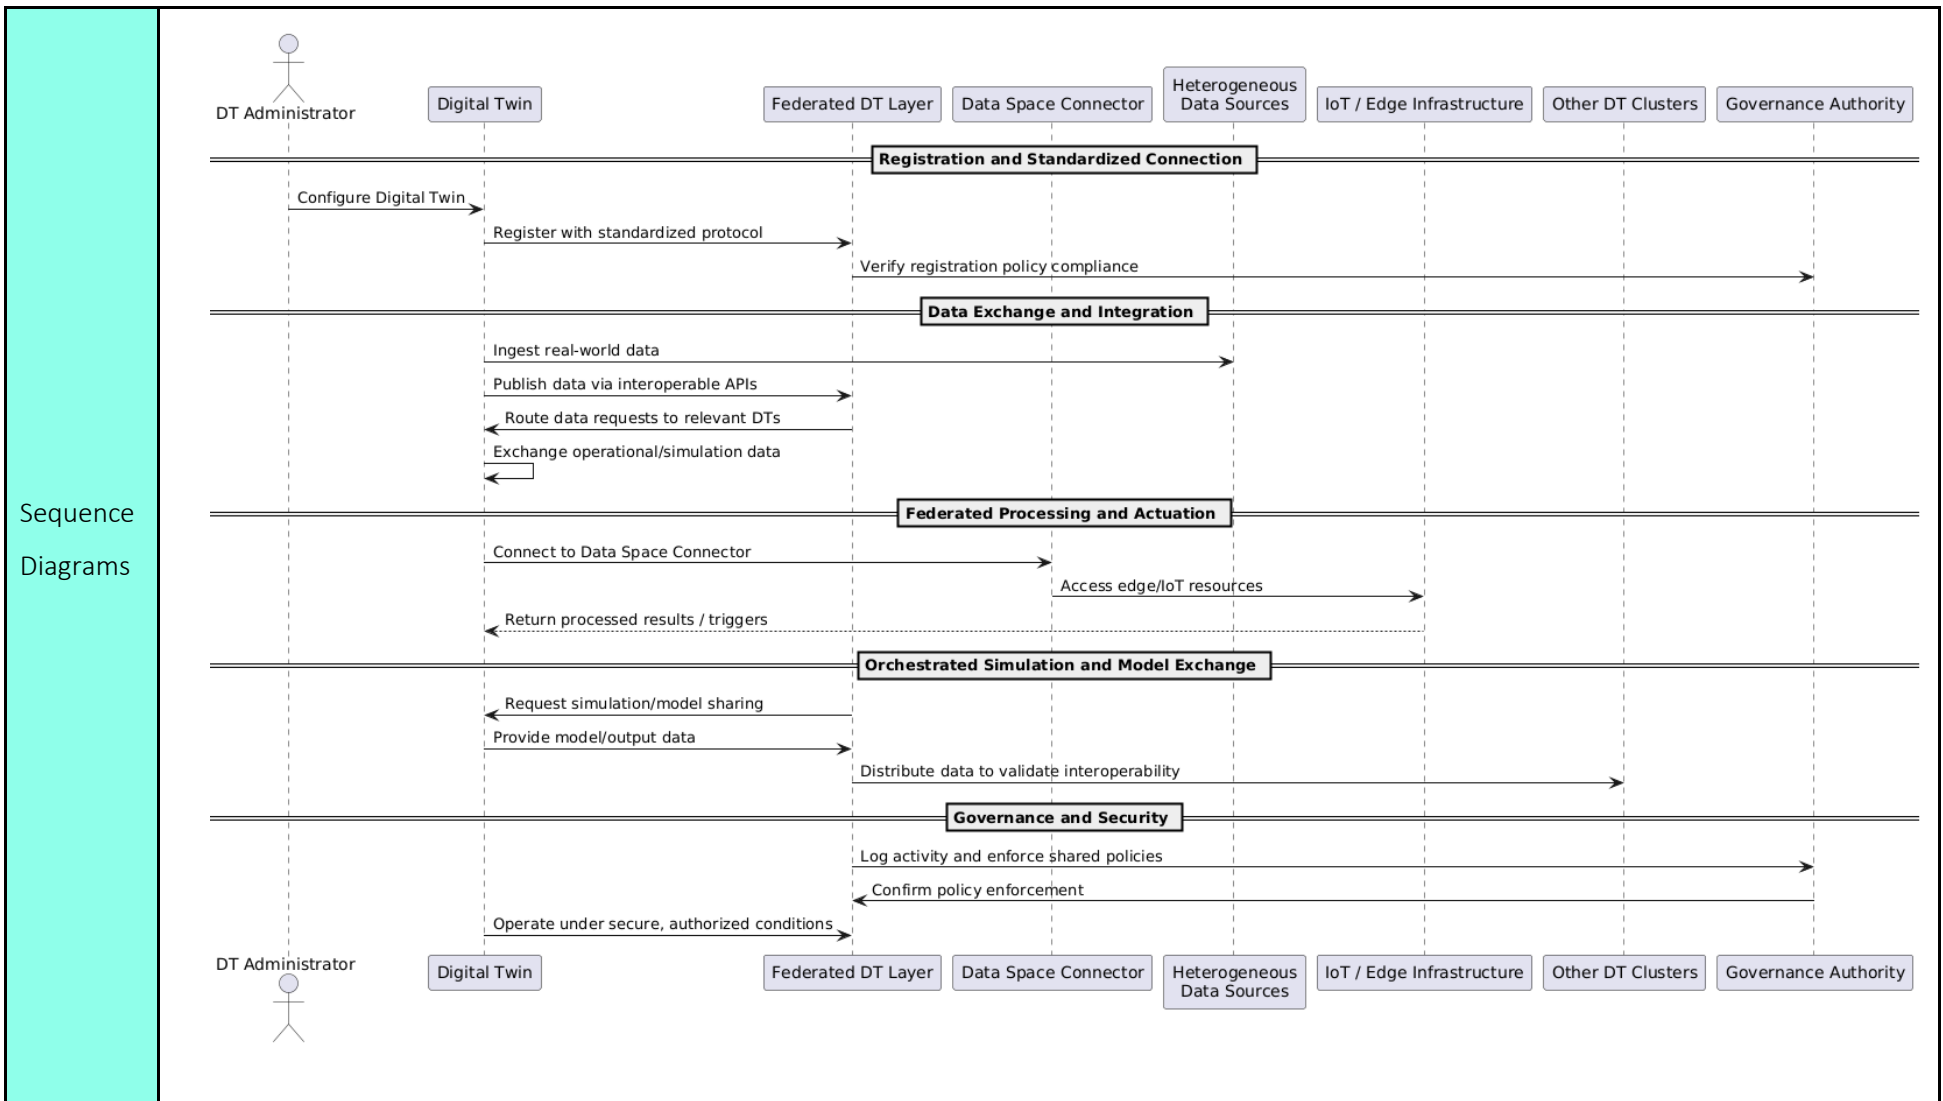 Sequence
Diagrams
DT Administrator
Digital Twin
Federated DT Layer
Data Space Connector
Heterogeneous
Data Sources
IoT / Edge Infrastructure
Other DT Clusters
Governance Authority
Registration and Standardized Connection
Configure Digital Twin
Register with standardized protocol
Verify registration policy compliance
Data Exchange and Integration
Ingest real-world data
Publish data via interoperable APIs
Route data requests to relevant DTs
Exchange operational/simulation data
Federated Processing and Actuation
Connect to Data Space Connector
Access edge/IoT resources
Return processed results / triggers
Orchestrated Simulation and Model Exchange
Request simulation/model sharing
Provide model/output data
Distribute data to validate interoperability
Governance and Security
Log activity and enforce shared policies
Confirm policy enforcement
Operate under secure, authorized conditions
DT Administrator
Digital Twin
Federated DT Layer
Data Space Connector
Heterogeneous
Data Sources
IoT / Edge Infrastructure
Other DT Clusters
Governance Authority